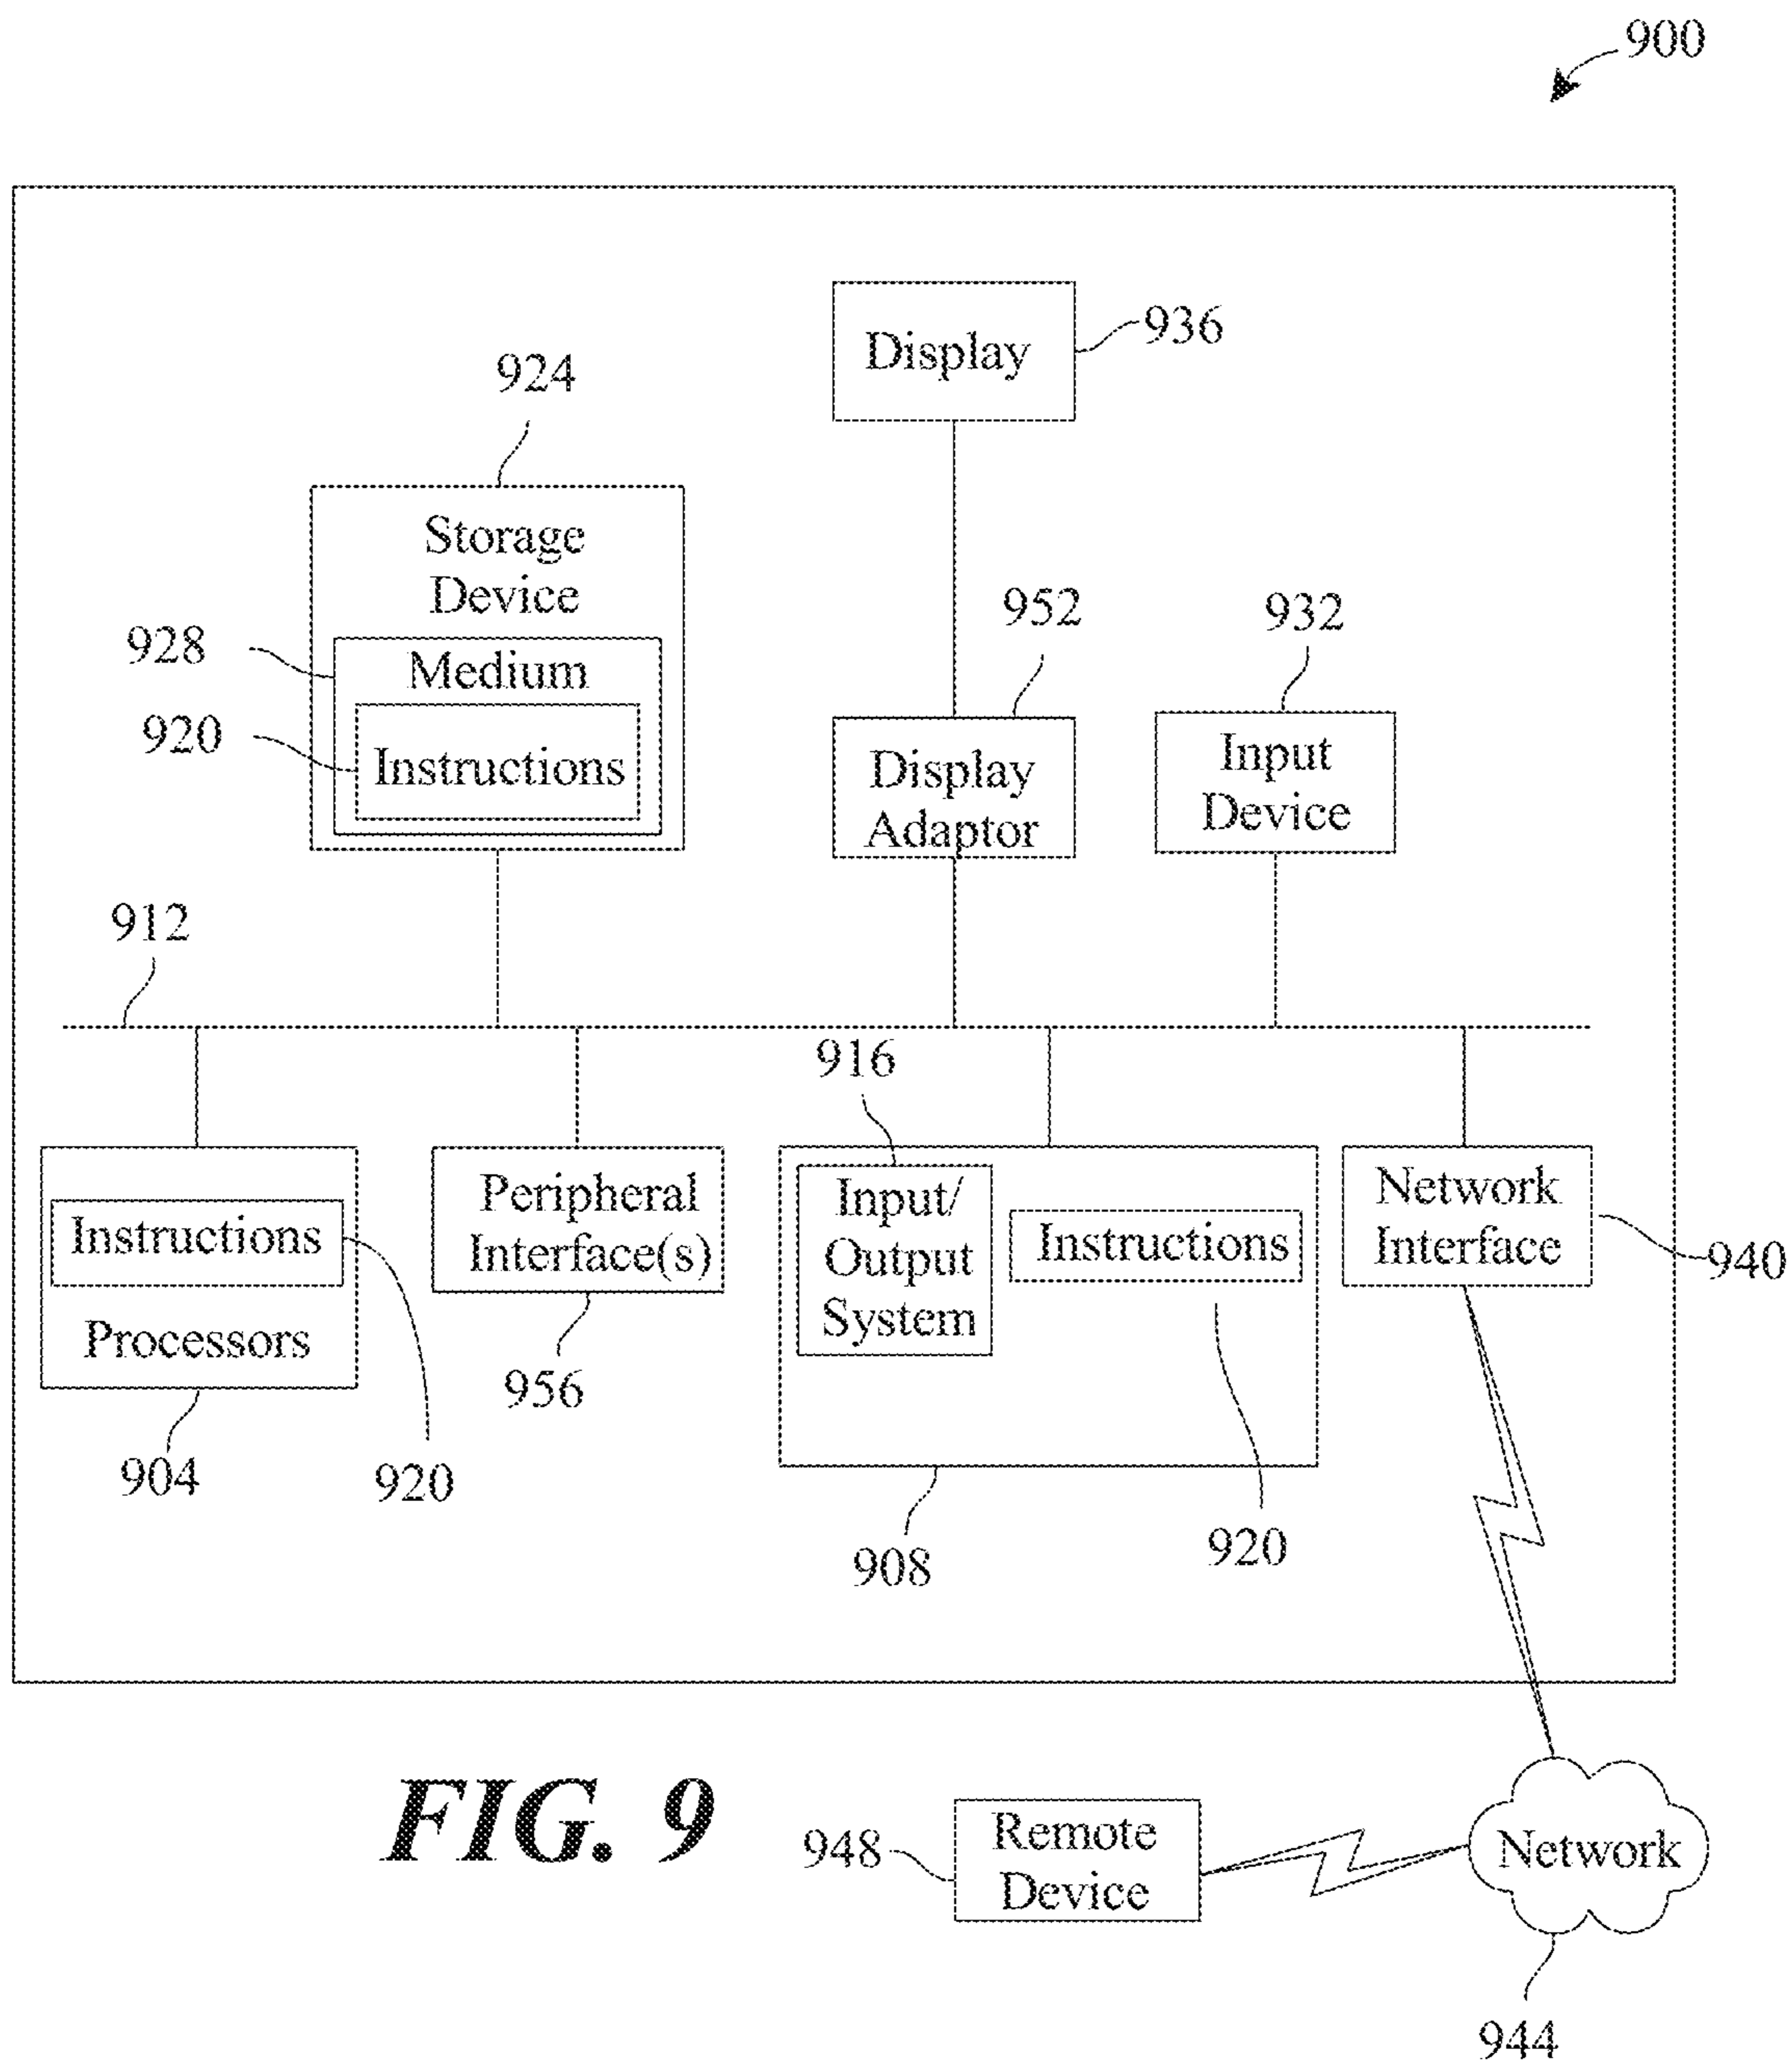 900
Display
936
924
Storage
Device
928
Medium
920
Instructions
952
Display
Adaptor
932
Input
Device
912
916
Instructions
Processors
904
920
Peripheral
Interface(s)
956
Input/
Output
System
Instructions
908
920
Network
Interface
940
FIG. 9
948
Remote
Device
Network
944